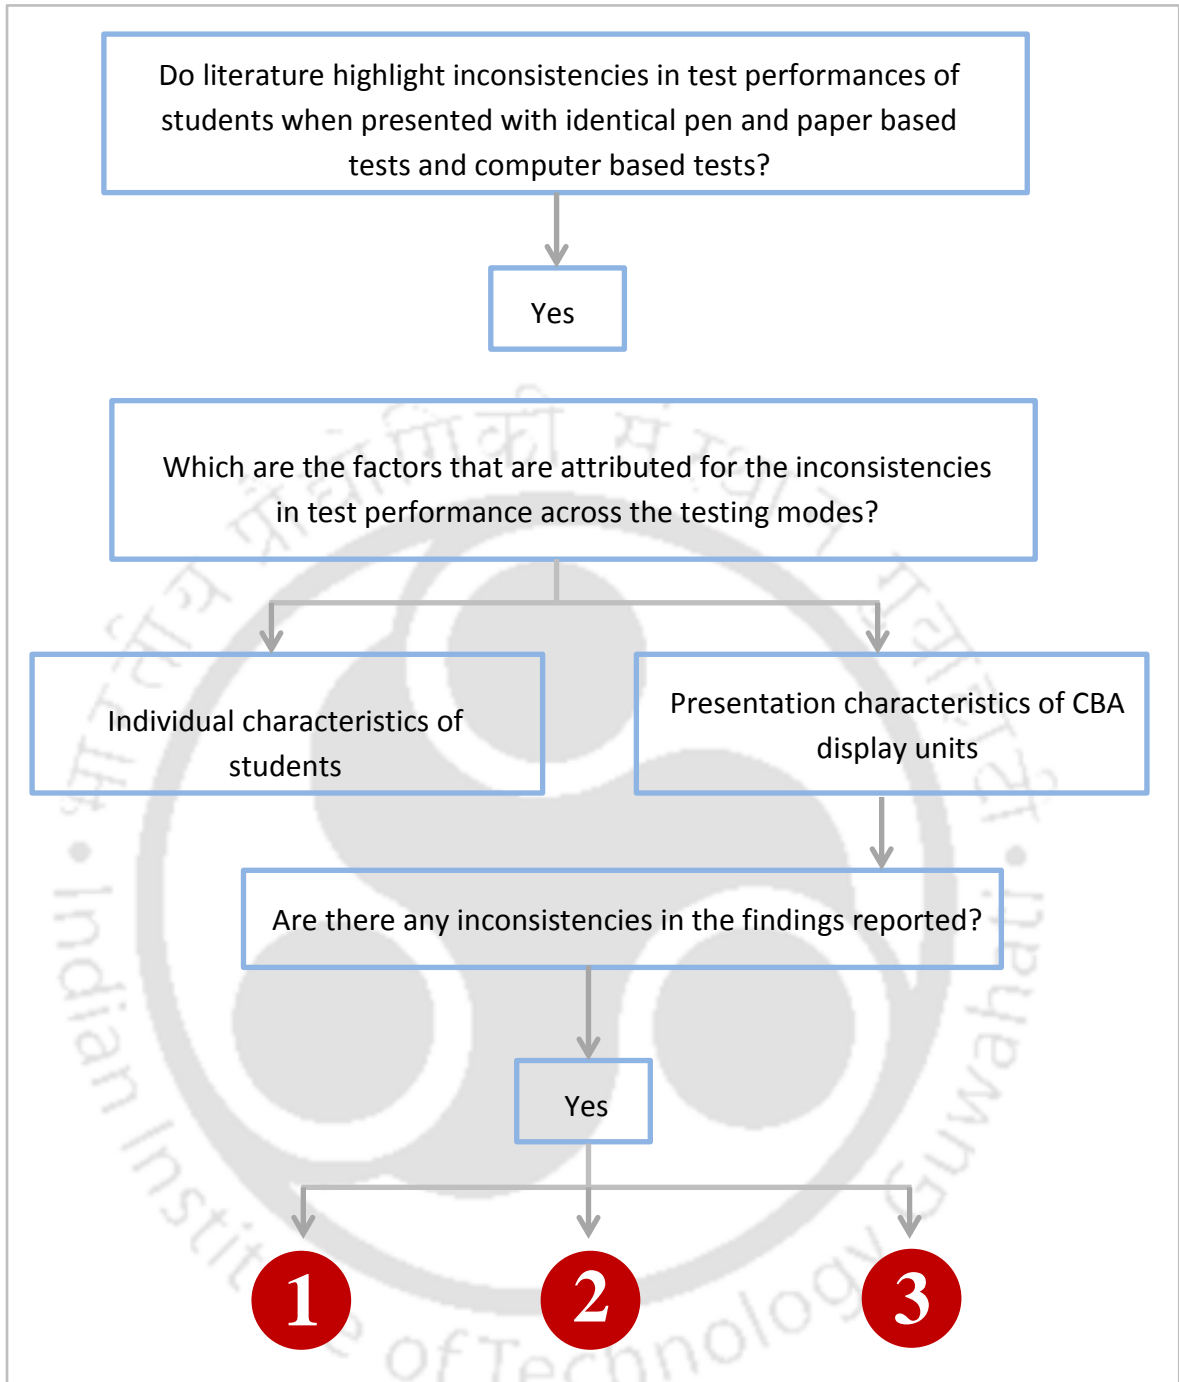 Do literature highlight inconsistencies in test performances of
students when presented with identical pen and paper based
tests and computer based tests?
Yes
Which are the factors that are attributed for the inconsistencies
in test performance across the testing modes?
Individual characteristics of
students
Presentation characteristics of CBA
display units
Are there any inconsistencies in the findings reported?
Yes
1
2
3
भारतीय प्रौद्योगिकी संस्थान गुवाहाटी
Indian Institute of Technology Guwahati